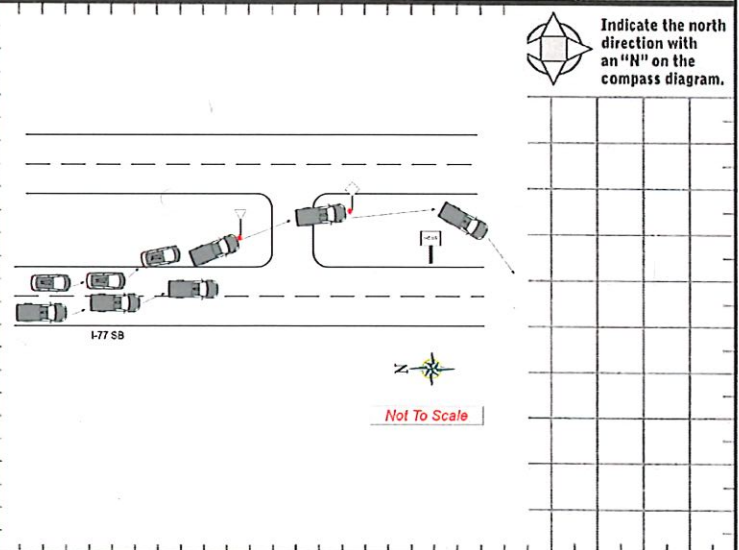 Indicate the north
direction with
an "N" on the
compass diagram.
I-77 SB
N
Not To Scale